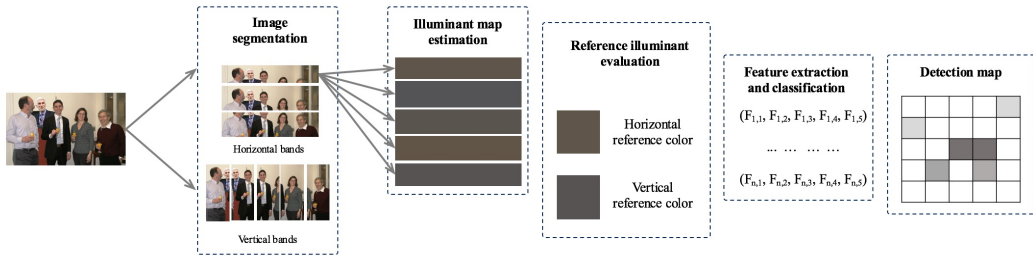 Image
segmentation
Horizontal bands
Vertical bands
Illuminant map
estimation
Reference illuminant
evaluation
Horizontal
reference color
Vertical
reference color
Feature extraction
and classification
(F1,1, F1,2, F1,3, F1,4, F1,5)
... ... ... ...
(Fn,1, Fn,2, Fn,3, Fn,4, Fn,5)
Detection map